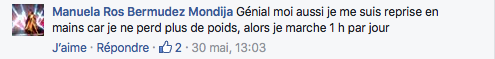 Manuela Ros Bermudez Mondija Génial moi aussi je me suis reprise en
mains car je ne perd plus de poids, alors je marche 1 h par jour
J'aime · Répondre · 2 · 30 mai, 13:03